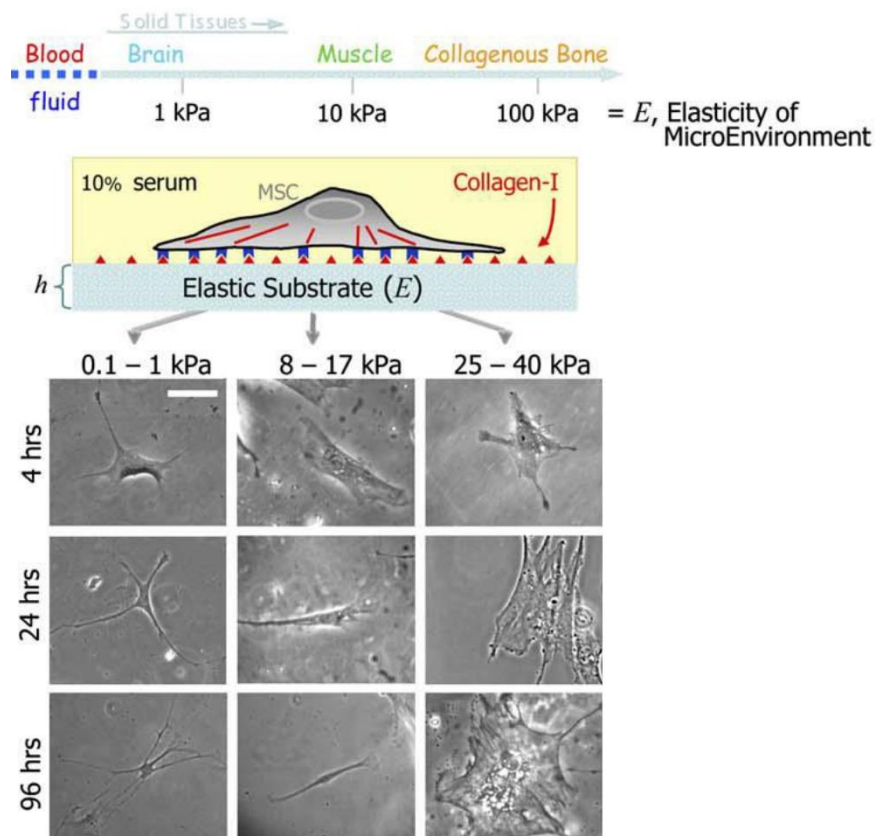 Solid Tissues
Blood Brain Muscle Collagenous Bone
fluid
1 kPa 10 kPa 100 kPa = E, Elasticity of
MicroEnvironment
10% serum MSC Collagen-I
h Elastic Substrate (E)
0.1 – 1 kPa 8 – 17 kPa 25 – 40 kPa
4 hrs
24 hrs
96 hrs